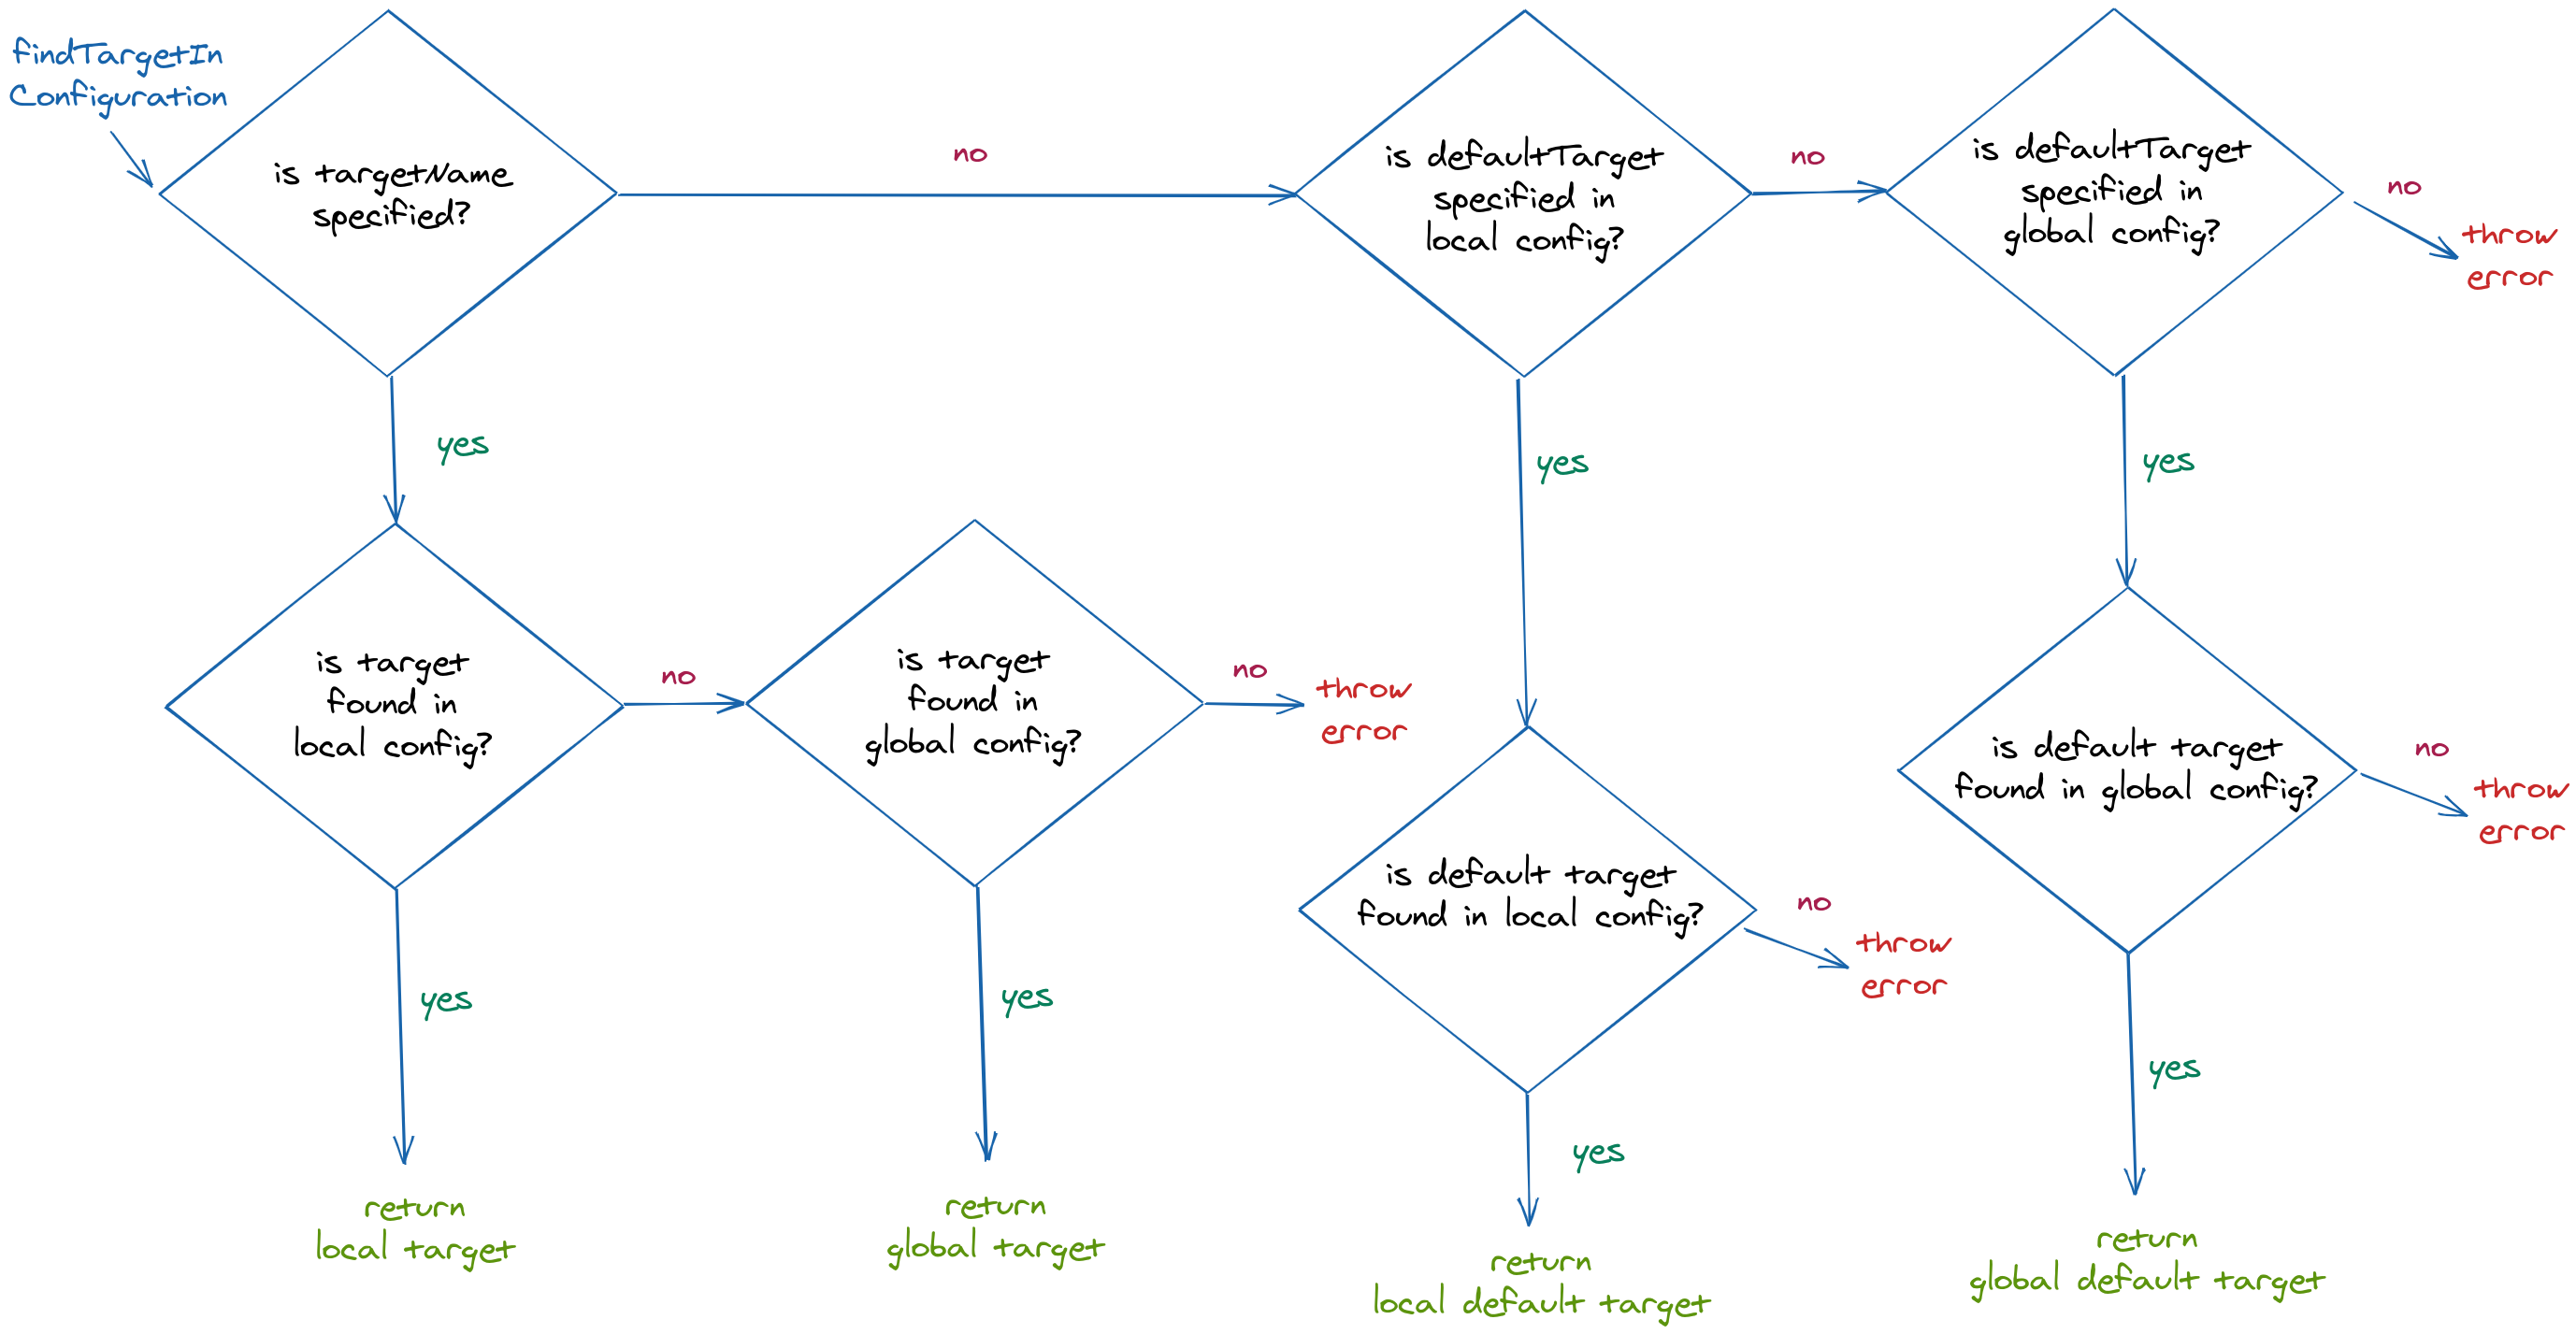 findTargetIn
Configuration
is targetName
specified?
no
is defaultTarget
specified in
local config?
no
is defaultTarget
specified in
global config?
no
throw
error
yes
yes
yes
is target
found in
local config?
no
is target
found in
global config?
no
throw
error
is default target
found in global config?
no
throw
error
is default target
found in local config?
no
throw
error
yes
yes
yes
yes
return
local target
return
global target
return
local default target
return
global default target